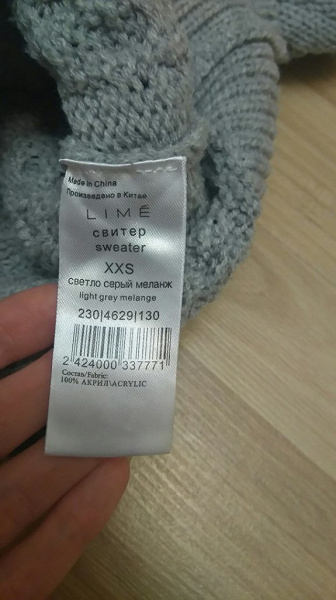 Made in China
Произведено в Китае
LIMÉ
свитер
sweater
XXS
светло серый меланж
light grey melange
230|4629|130
2 424000 337771
Состав/Fabric:
100% АКРИЛ\ACRYLIC